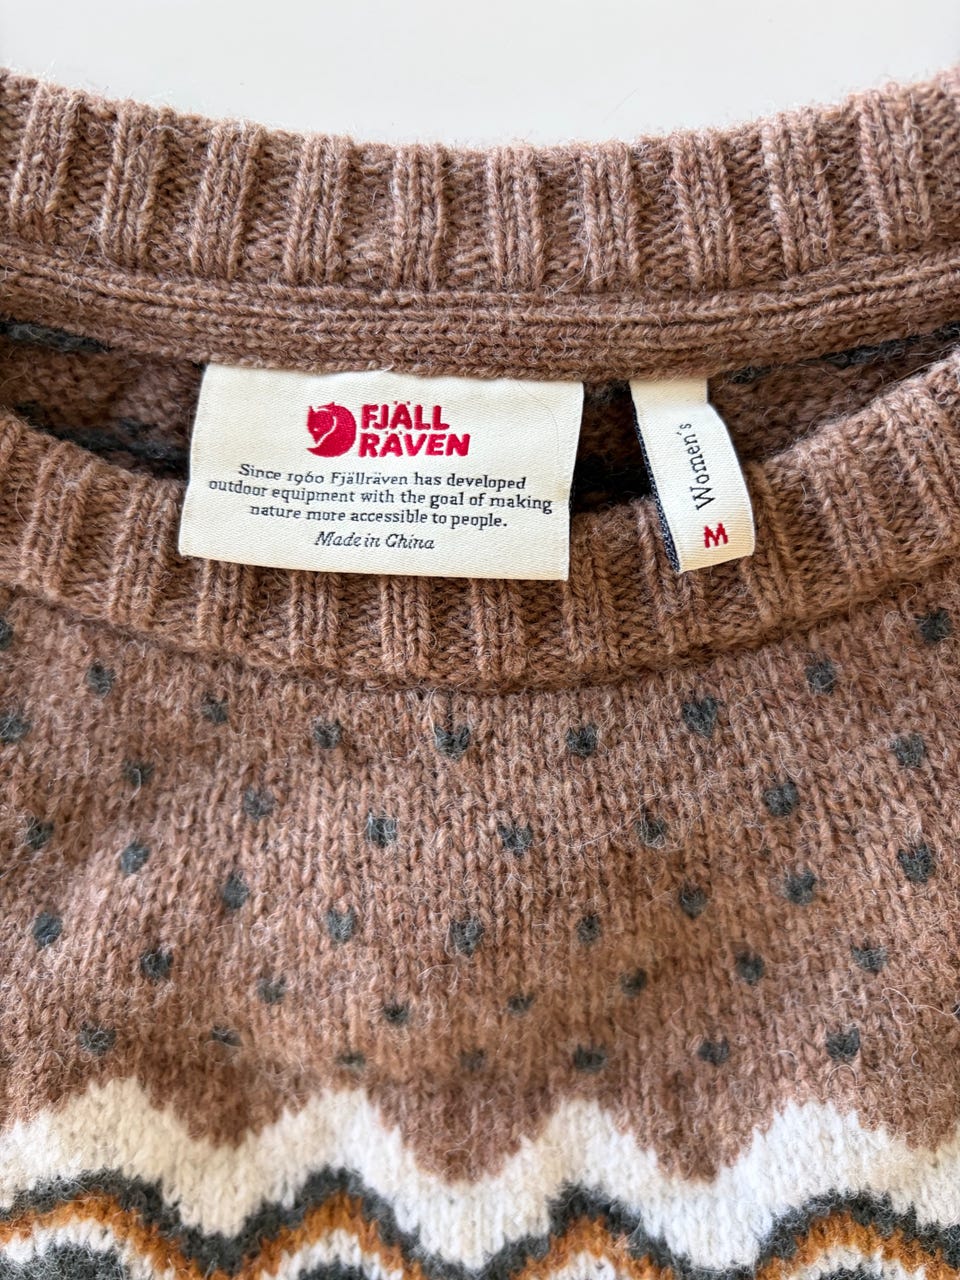 FJÄLL
RÄVEN
Since 1960 Fjällräven has developed
outdoor equipment with the goal of making
nature more accessible to people.
Made in China
Women's
M